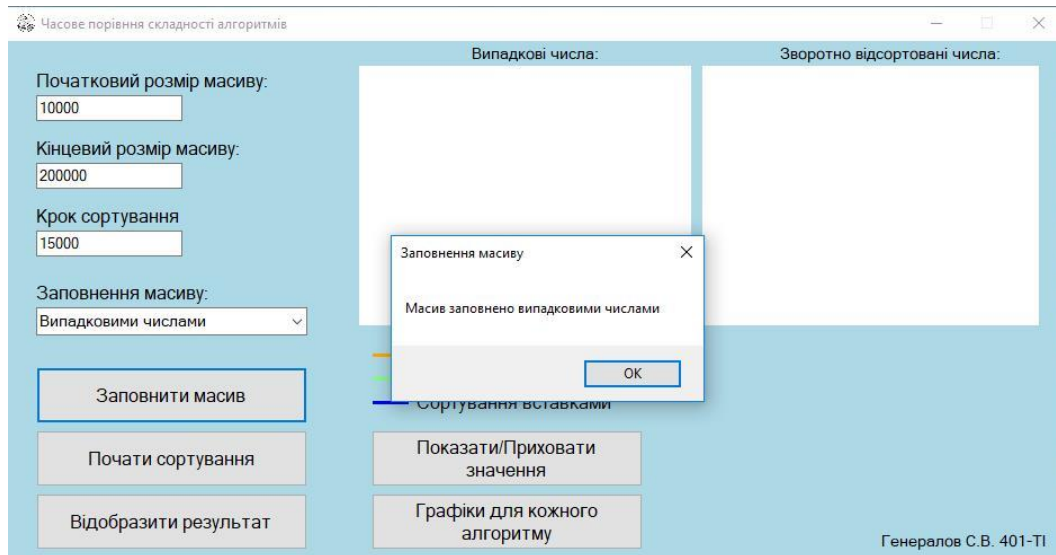 Часове порівння складності алгоритмів
Випадкові числа:
Зворотно відсортовані числа:
Початковий розмір масиву:
10000
Кінцевий розмір масиву:
200000
Крок сортування
15000
Заповнення масиву:
Випадковими числами
Заповнення масиву
Масив заповнено випадковими числами
OK
Сортування вставками
Заповнити масив
Почати сортування
Відобразити результат
Показати/Приховати
значення
Графіки для кожного
алгоритму
Генералов С.В. 401-ТІ